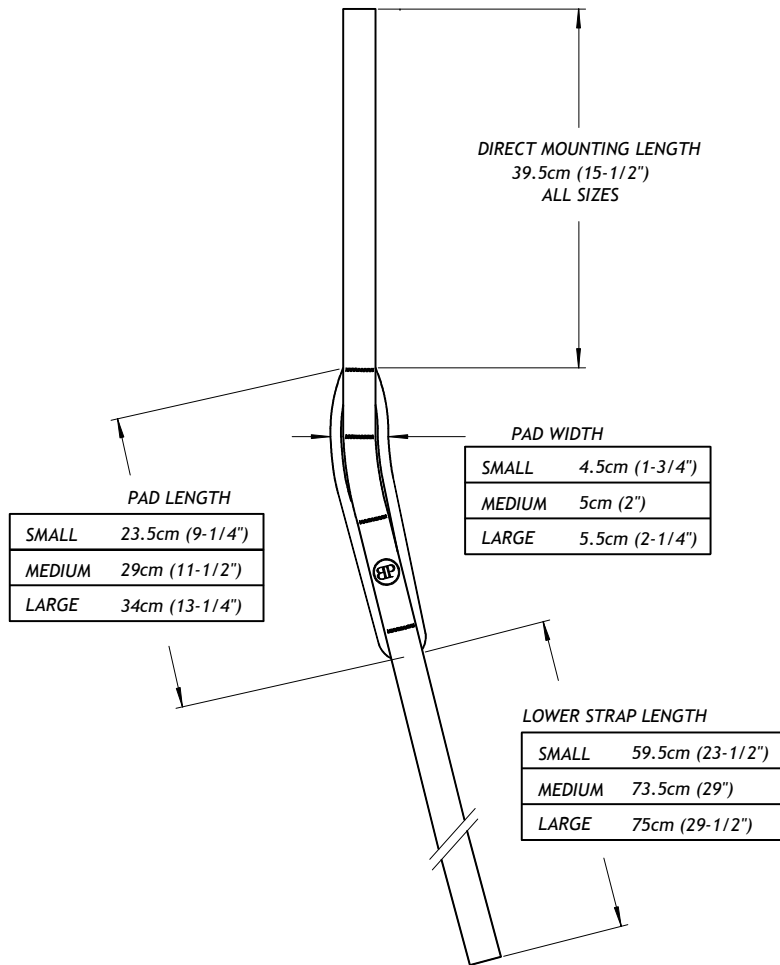 DIRECT MOUNTING LENGTH
39.5cm (15-1/2")
ALL SIZES
PAD WIDTH
SMALL 4.5cm (1-3/4")
MEDIUM 5cm (2")
LARGE 5.5cm (2-1/4")
PAD LENGTH
SMALL 23.5cm (9-1/4")
MEDIUM 29cm (11-1/2")
LARGE 34cm (13-1/4")
BP
LOWER STRAP LENGTH
SMALL 59.5cm (23-1/2")
MEDIUM 73.5cm (29")
LARGE 75cm (29-1/2")